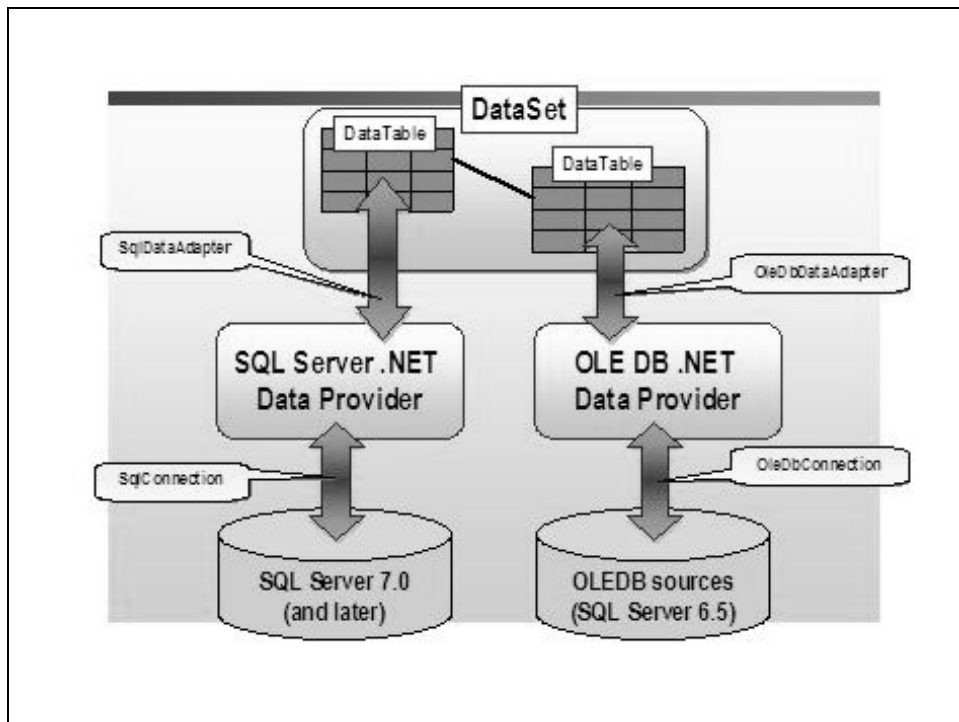 DataSet
DataTable
DataTable
SqlDataAdapter
OleDbDataAdapter
SQL Server .NET
Data Provider
OLE DB .NET
Data Provider
SqlConnection
OleDbConnection
SQL Server 7.0
(and later)
OLEDB sources
(SQL Server 6.5)